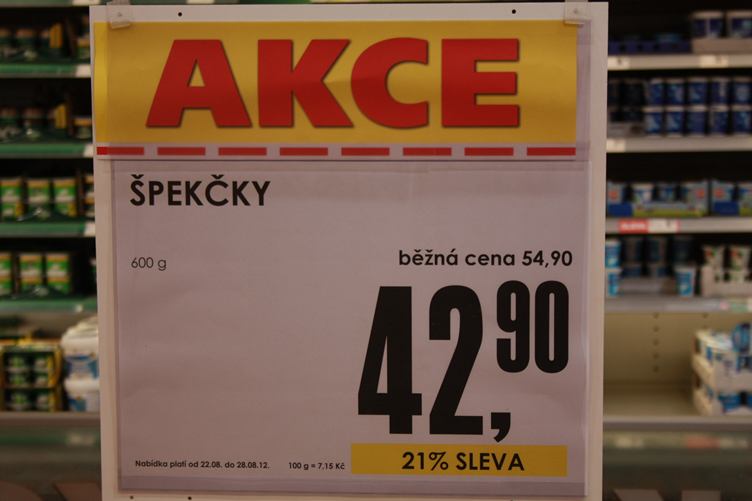 AKCE
ŠPEKČKY
600 g
běžná cena 54,90
42,90
21% SLEVA
Nabídka platí od 22.08. do 28.08.12.
100 g = 7,15 Kč